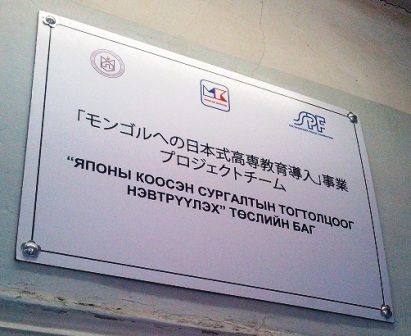 SPF
「モンゴルへの日本式高専教育導入」事業
プロジェクトチーム
“ЯПОНЫ КООСЭН СУРГАЛТЫН ТОГТОЛЦООГ
НЭВТРҮҮЛЭХ” ТӨСЛИЙН БАГ